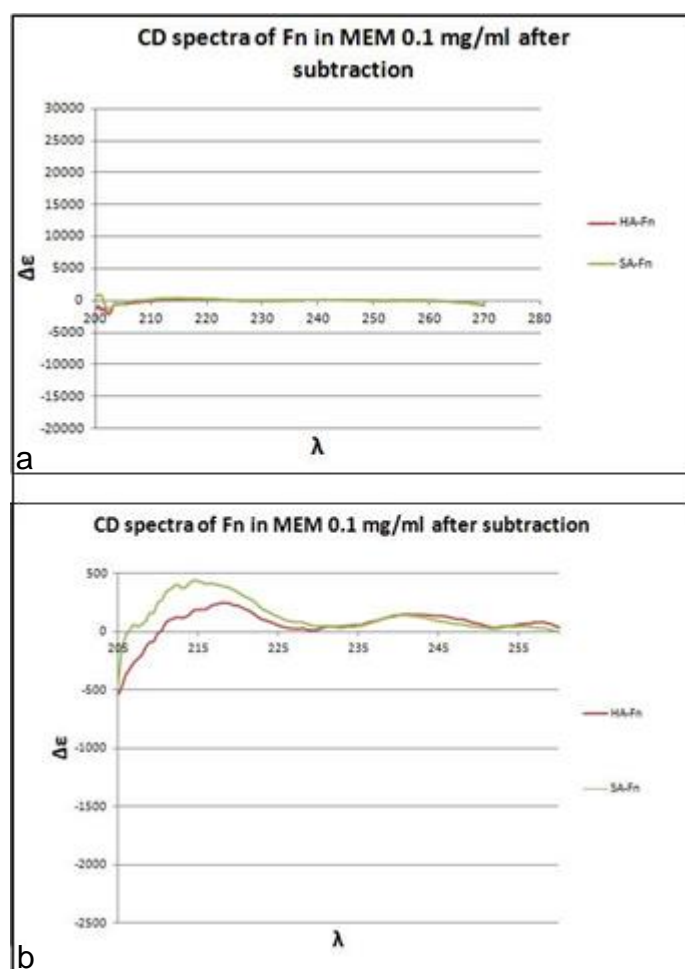 CD spectra of Fn in MEM 0.1 mg/ml after
subtraction
30000
25000
20000
15000
10000
5000
0
-5000
-10000
-15000
-20000
Δε
200 210 220 230 240 250 260 270 280
λ
HA-Fn
SA-Fn
a
CD spectra of Fn in MEM 0.1 mg/ml after subtraction
500
0
-500
-1000
-1500
-2000
-2500
Δε
205 215 225 235 245 255
λ
HA-Fn
SA-Fn
b